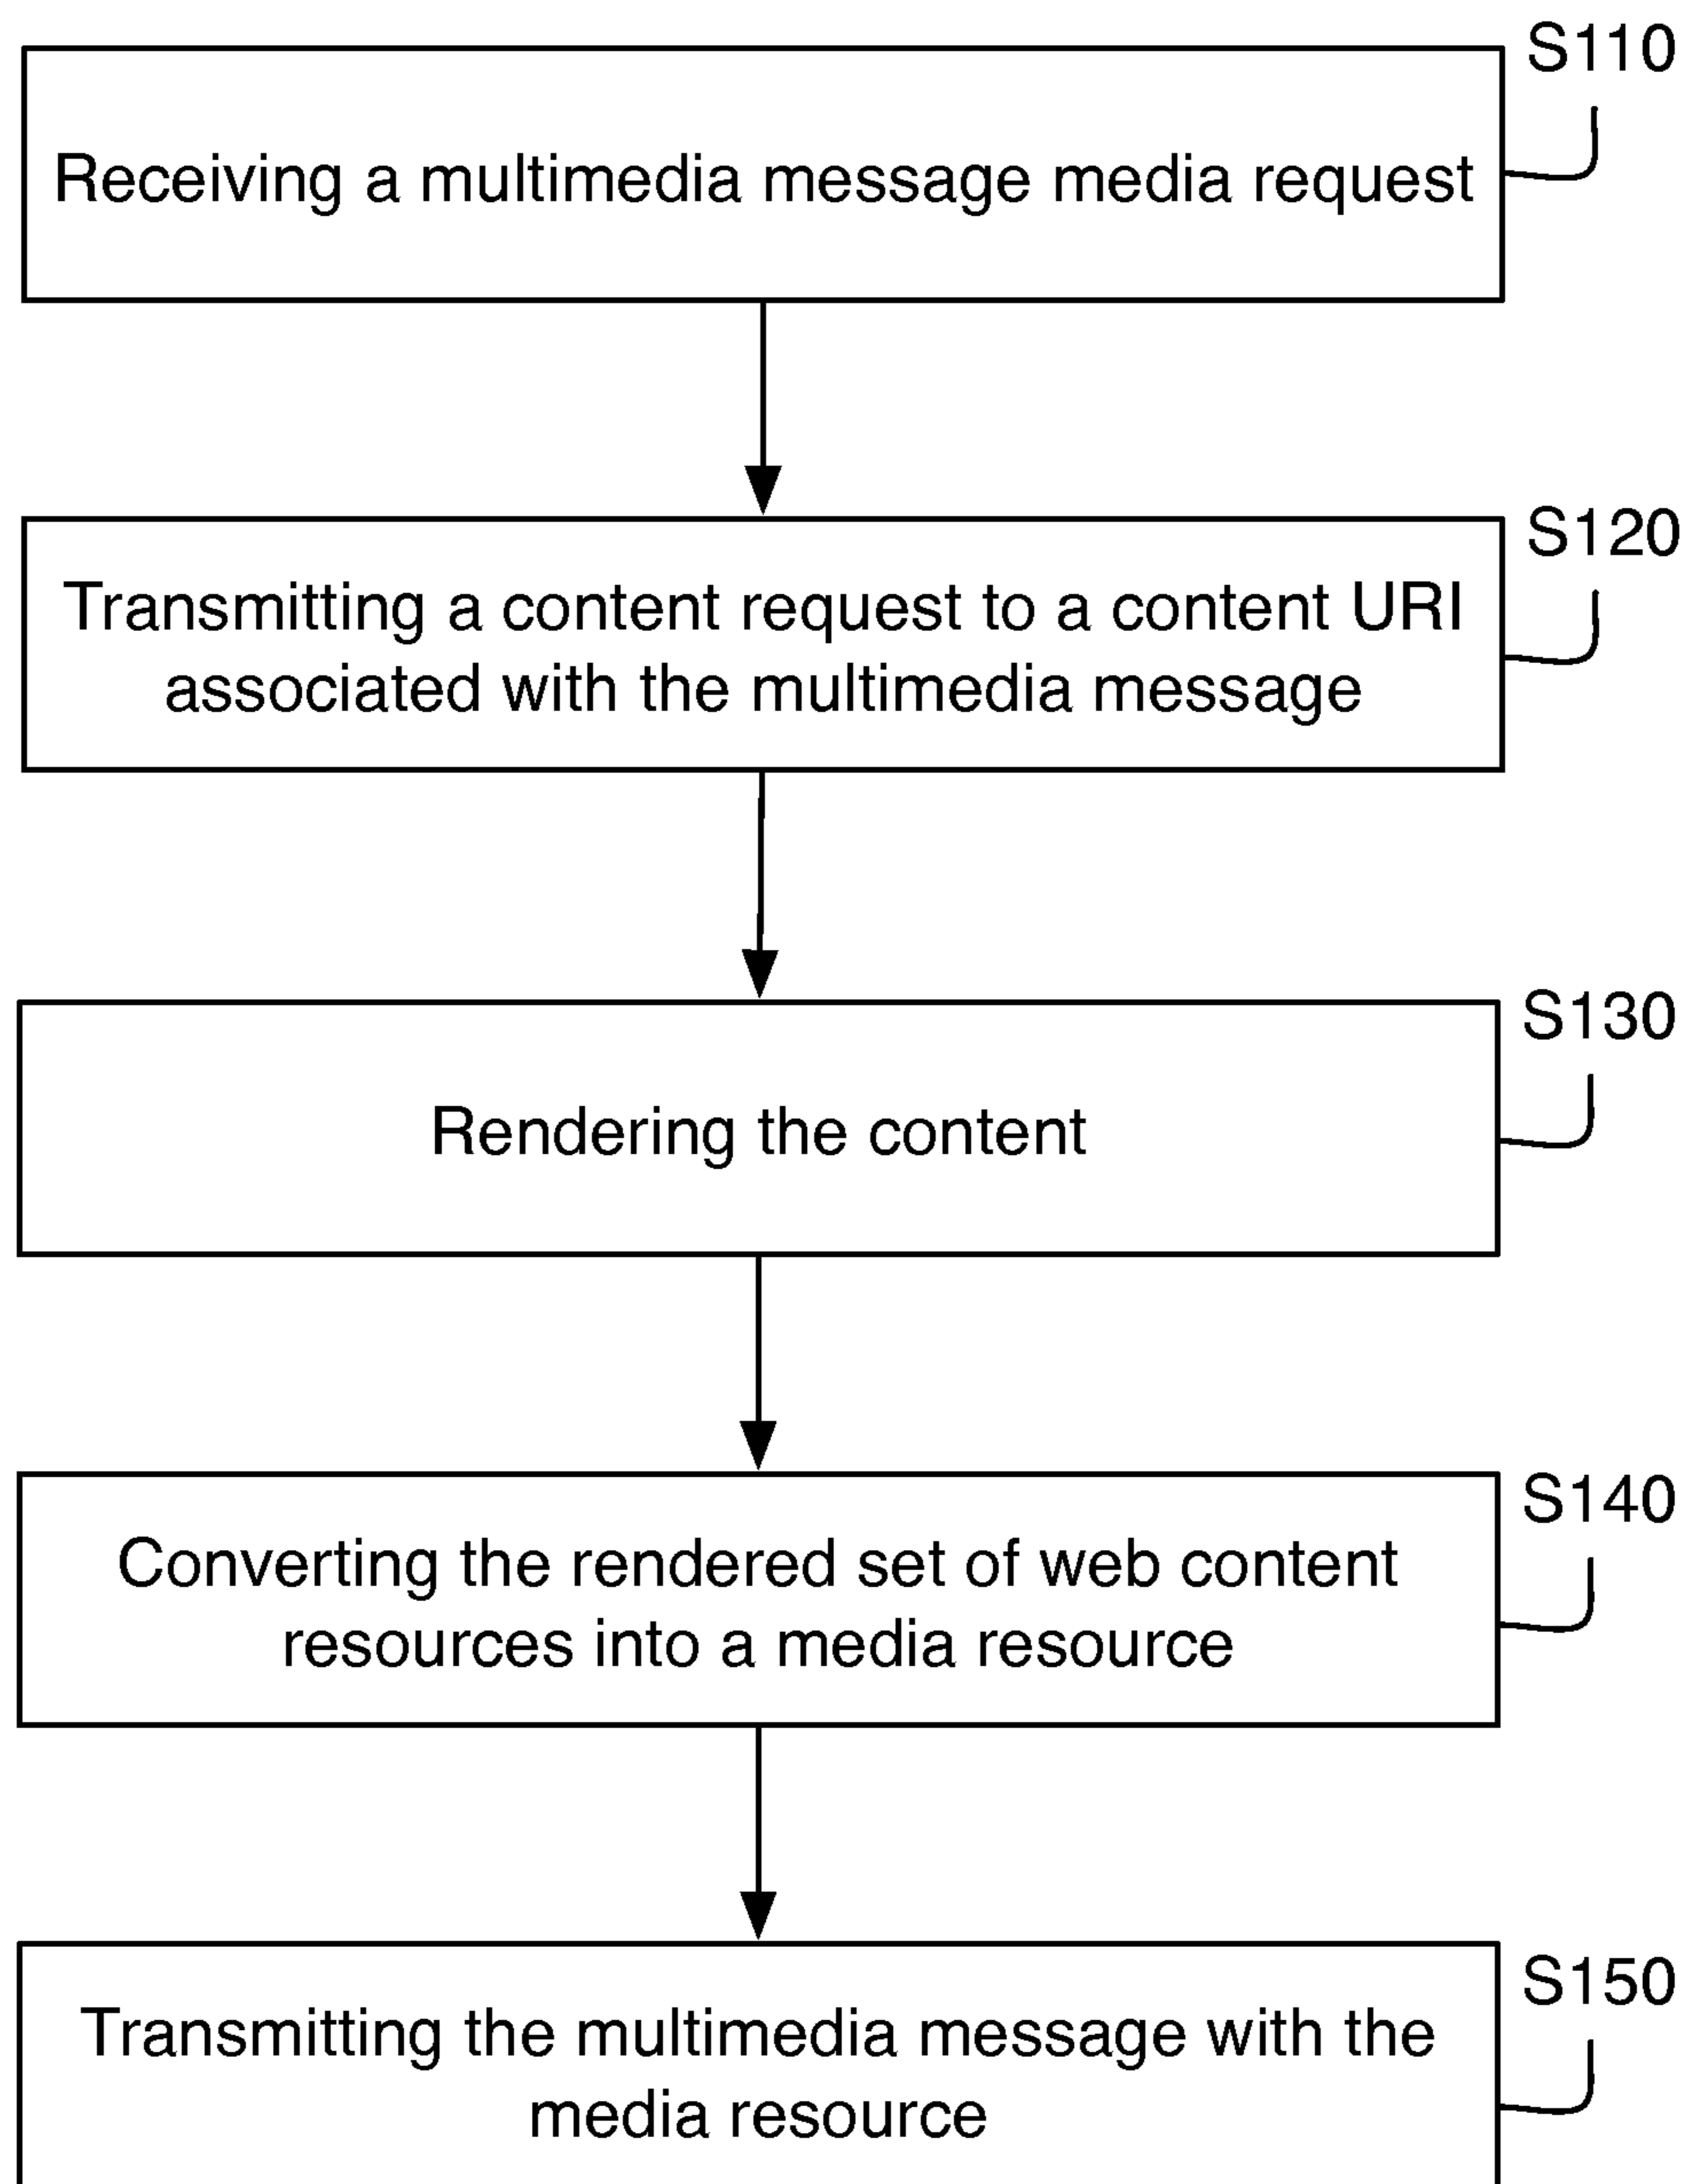 S110
Receiving a multimedia message media request
S120
Transmitting a content request to a content URI
associated with the multimedia message
S130
Rendering the content
S140
Converting the rendered set of web content
resources into a media resource
S150
Transmitting the multimedia message with the
media resource